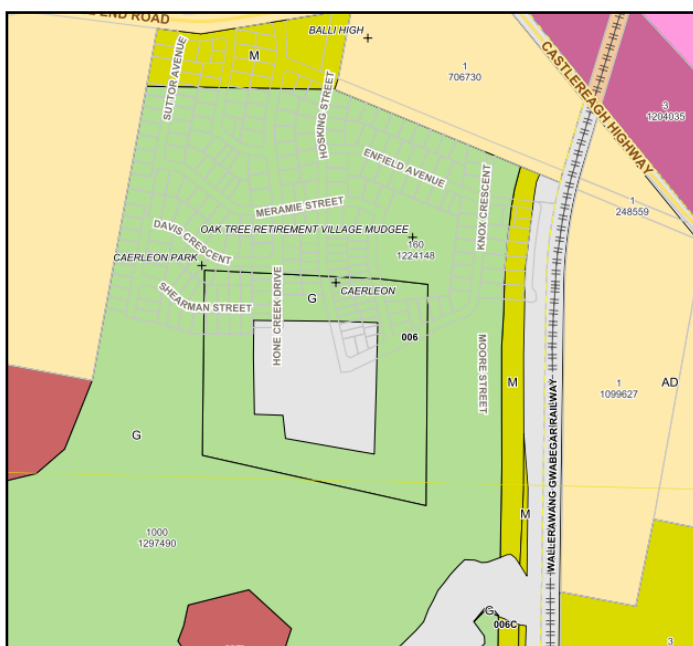 END ROAD
BALLI HIGH
M
1
706730
3
1204035
CASTLEREAGH HIGHWAY
SUTTOR AVENUE
HOSKING STREET
ENFIELD AVENUE
KNOX CRESCENT
MERAMIE STREET
1
248559
DAVIS CRESCENT
OAK TREE RETIREMENT VILLAGE MUDGEE
160
1224148
CAERLEON PARK
CAERLEON
SHEARMAN STREET
HONE CREEK DRIVE
G
006
MOORE STREET
M
1
1099627
AD
WALLERAWANG GWABEGAR RAILWAY
G
M
1000
1297490
G
006C
3